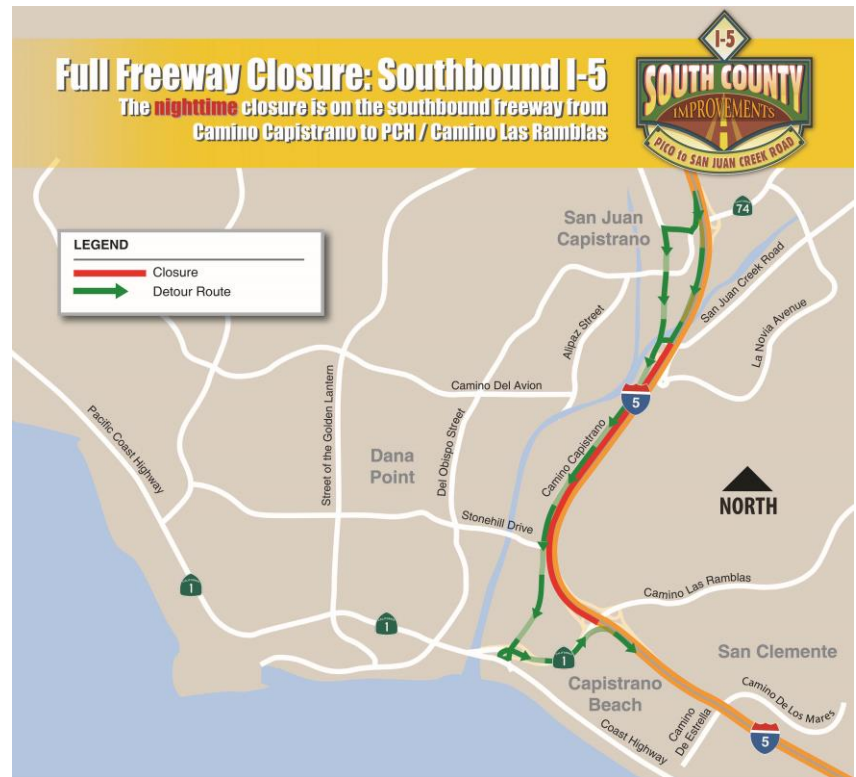 Full Freeway Closure: Southbound I-5
The nighttime closure is on the southbound freeway from
Camino Capistrano to PCH / Camino Las Ramblas
I-5
SOUTH COUNTY
IMPROVEMENTS
PICO to SAN JUAN CREEK ROAD
LEGEND
Closure
Detour Route
San Juan
Capistrano
74
San Juan Creek Road
La Novia Avenue
Alipaz Street
Camino Del Avion
5
Pacific Coast Highway
Street of the Golden Lantern
Del Obispo Street
Camino Capistrano
Dana
Point
Stonehill Drive
NORTH
1
1
Camino Las Ramblas
1
San Clemente
Capistrano
Beach
Coast Highway
Camino
De Estrella
Camino De Los Mares
5